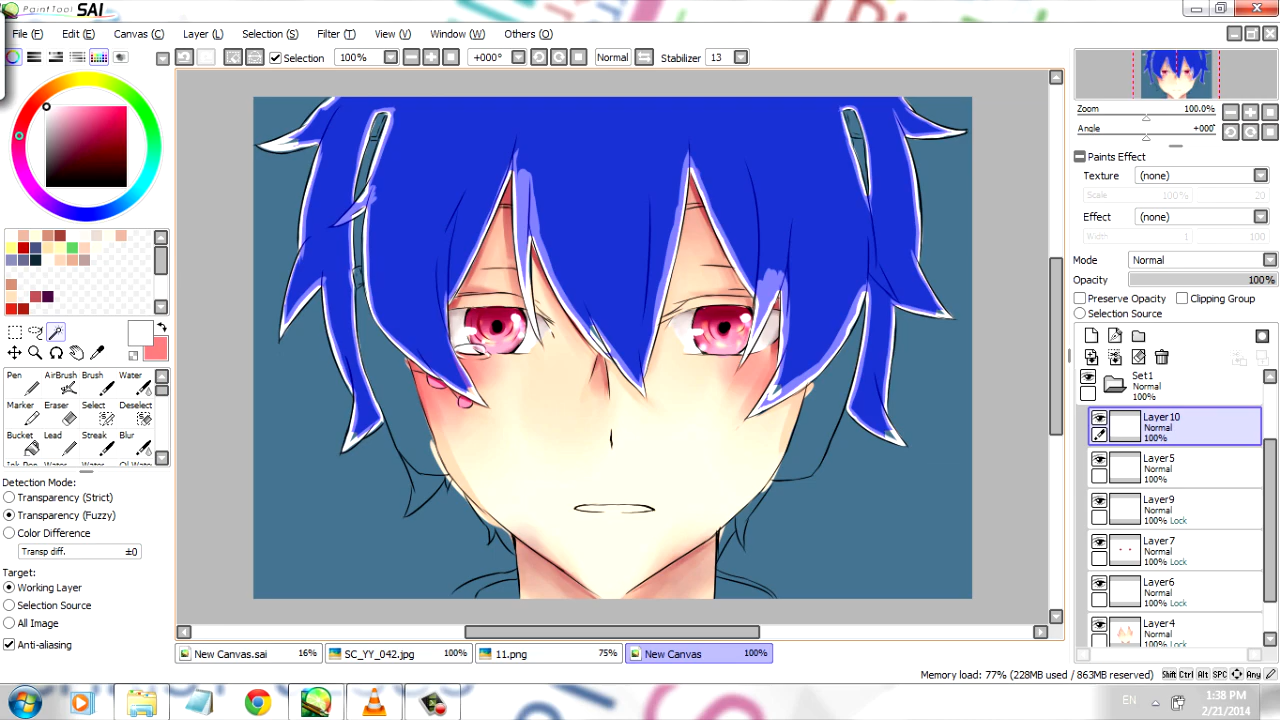 PaintTool SAI
File (F) Edit (E) Canvas (C) Layer (L) Selection (S) Filter (T) View (V) Window (W) Others (O)
Selection 100% +000° Normal Stabilizer 13
Zoom 100.0%
Angle +000°
Paints Effect
Texture (none)
Scale 100% 20
Effect (none)
Width 1 100
Mode Normal
Opacity 100%
Preserve Opacity Clipping Group
Selection Source
Pen AirBrush Brush Water
Marker Eraser Select Deselect
Bucket Lead Streak Blur
Detection Mode:
Transparency (Strict)
Transparency (Fuzzy)
Color Difference
Transp diff. ±0
Target:
Working Layer
Selection Source
All Image
Anti-aliasing
Set1
Normal
100%
Layer10
Normal
100%
Layer5
Normal
100%
Layer9
Normal
100% Lock
Layer7
Normal
100% Lock
Layer6
Normal
100% Lock
Layer4
Normal
New Canvas.sai 16% SC_YY_042.jpg 100% 11.png 75% New Canvas 100%
Memory load: 77% (228MB used / 863MB reserved) Shift Ctrl Alt SPC Any
EN
1:38 PM
2/21/2014